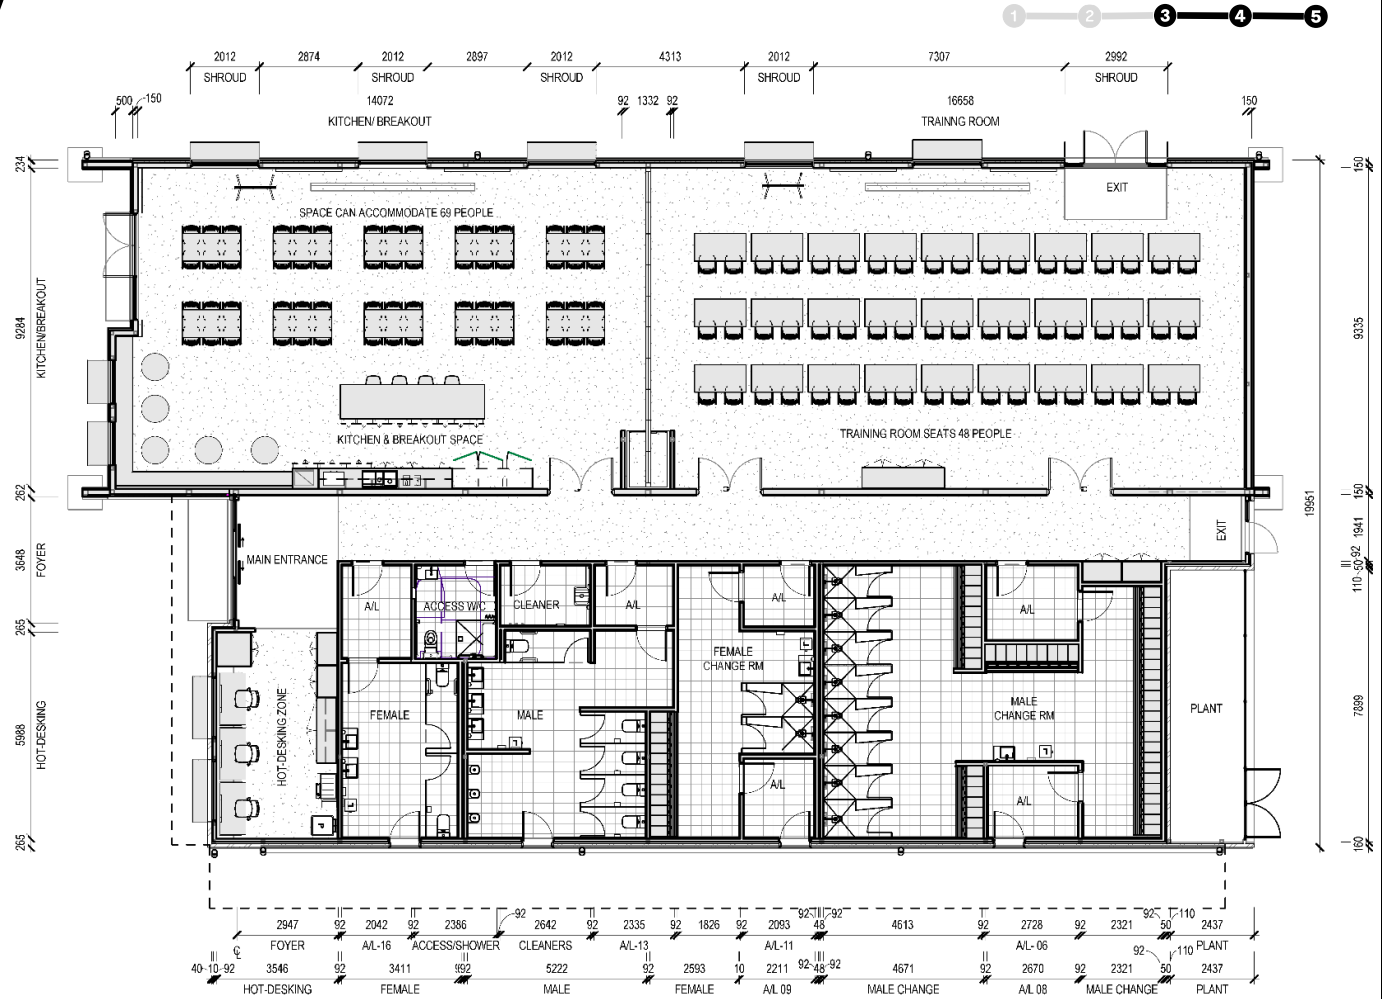 1 2 3 4 5
2012 2874 2012 2897 2012 4313 2012 7307 2992
SHROUD SHROUD SHROUD SHROUD SHROUD
500 150 14072 92 1332 92 16658 150
KITCHEN/ BREAKOUT TRAINNG ROOM
234 150
EXIT
SPACE CAN ACCOMMODATE 69 PEOPLE
KITCHEN/BREAKOUT
9284
9335
TRAINING ROOM SEATS 48 PEOPLE
KITCHEN & BREAKOUT SPACE
262 150
19951
1941
EXIT
FOYER
3648
MAIN ENTRANCE
92
50
110
A/L ACCESS W/C CLEANER A/L A/L A/L
265
FEMALE
CHANGE RM
MALE
CHANGE RM
PLANT
7899
FEMALE MALE
HOT-DESKING
5988
HOT-DESKING ZONE
A/L A/L
265 160
2947 92 2042 92 2386 92 2642 92 2335 92 1826 92 2093 92 48 92 4613 92 2728 92 2321 92 50 110 2437
FOYER A/L-16 ACCESS/SHOWER CLEANERS A/L-13 A/L-11 A/L- 06 PLANT
40 10 92 3546 92 3411 92 5222 92 2593 10 2211 92 48 92 4671 92 2670 92 2321 92 50 110 2437
HOT-DESKING FEMALE MALE FEMALE A/L 09 MALE CHANGE A/L 08 MALE CHANGE PLANT